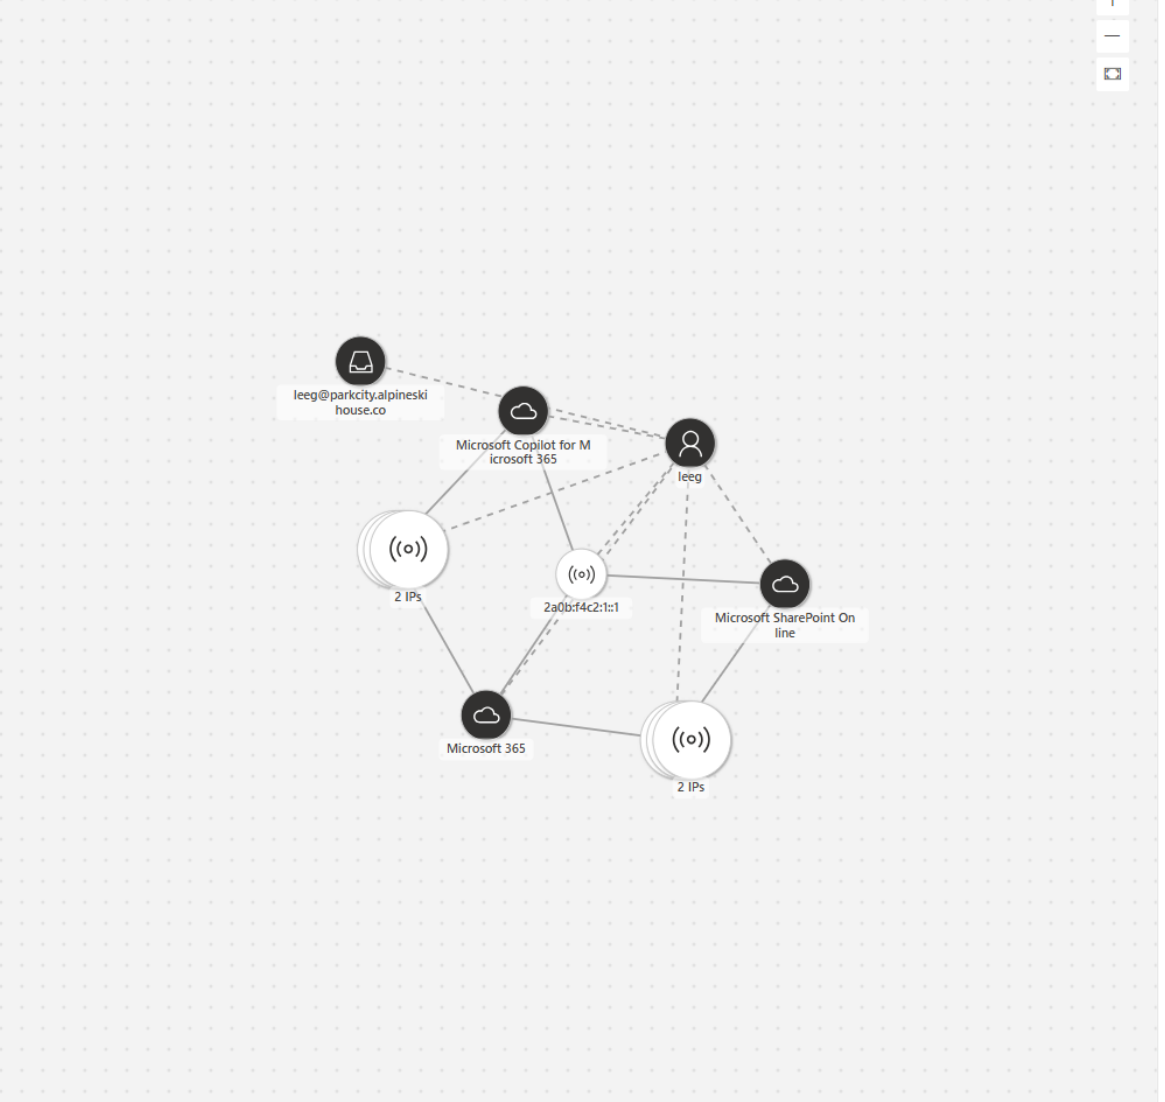 leeg@parkcity.alpineski
house.co
Microsoft Copilot for M
icrosoft 365
leeg
2 IPs
2a0b:f4c2:1::1
Microsoft SharePoint On
line
Microsoft 365
2 IPs